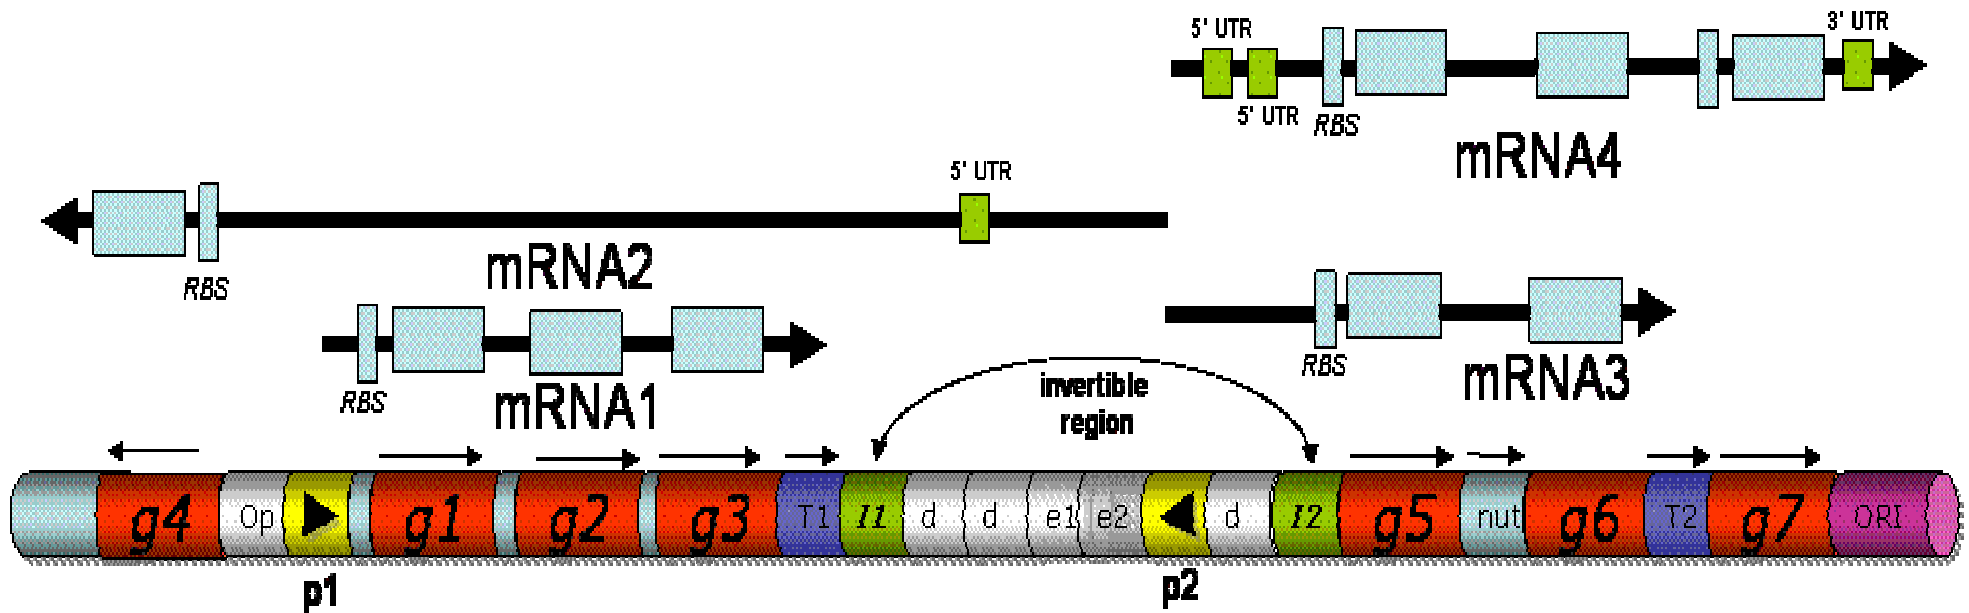 5' UTR
3' UTR
5' UTR
RBS
mRNA4
5' UTR
RBS
mRNA2
RBS
mRNA1
invertible
region
RBS
mRNA3
g4 Op g1 g2 g3 T1 I1 d d e1 e2 d I2 g5 nut g6 T2 g7 ORI
p1
p2